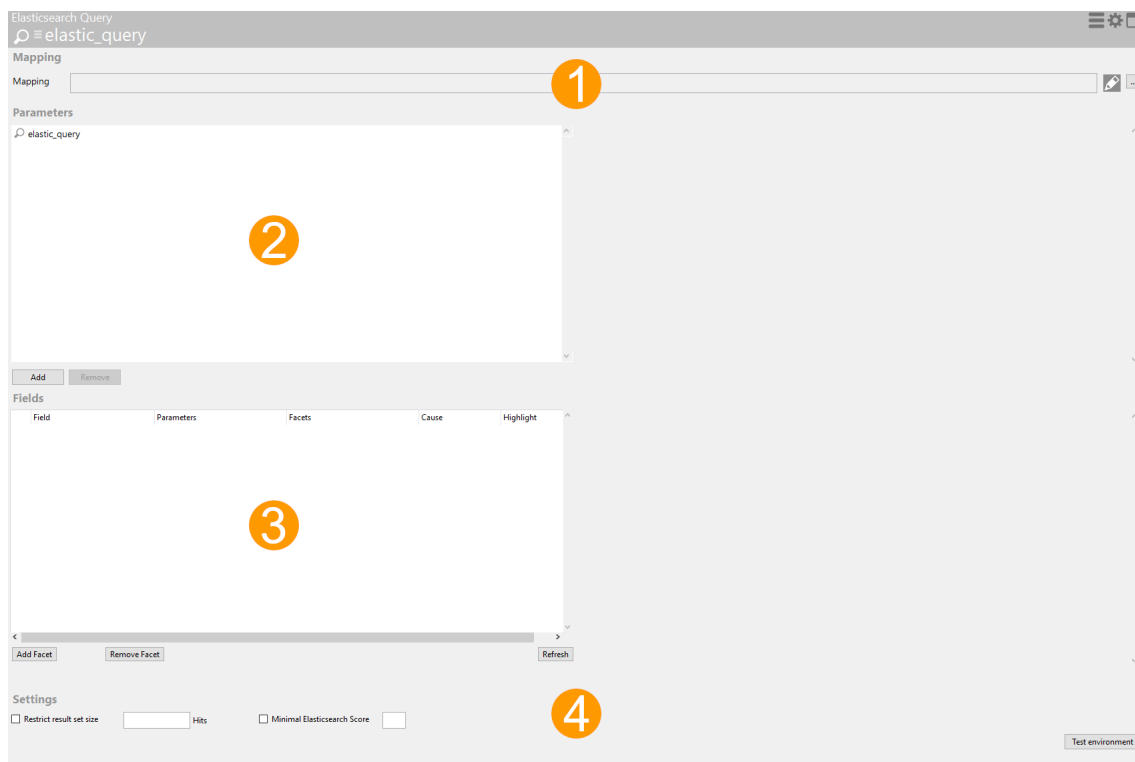 Elasticsearch Query
elastic_query
Mapping
Mapping
1
...
Parameters
elastic_query
2
Add Remove
Fields
Field Parameters Facets Cause Highlight
3
Add Facet Remove Facet Refresh
Settings
Restrict result set size Hits Minimal Elasticsearch Score
4
Test environment